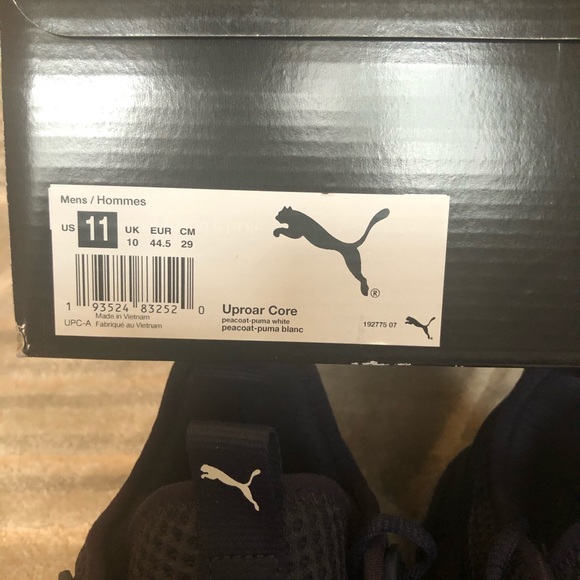 Mens / Hommes
US 11 UK 10 EUR 44.5 CM 29
1 93524 83252 0
Made in Vietnam
UPC-A Fabriqué au Vietnam
Uproar Core
peacoat-puma white
peacoat-puma blanc
®
192775 07